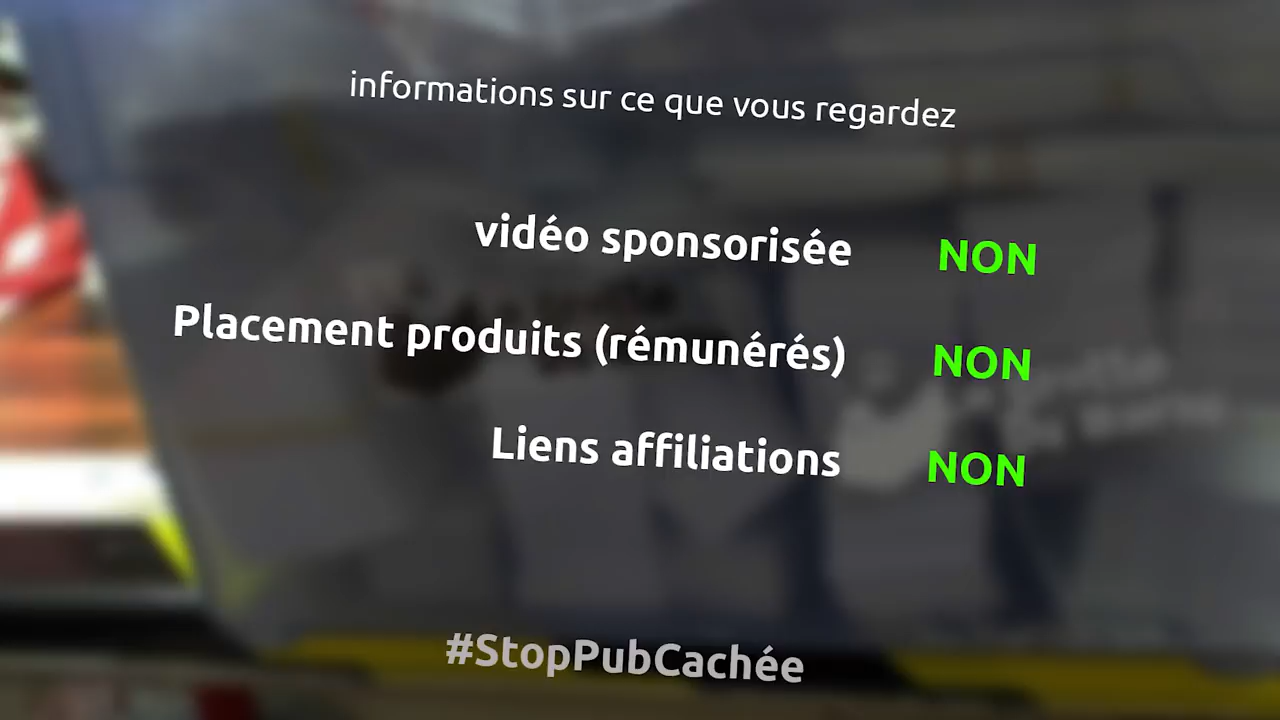 informations sur ce que vous regardez
vidéo sponsorisée NON
Placement produits (rémunérés) NON
Liens affiliations NON
#StopPubCachée